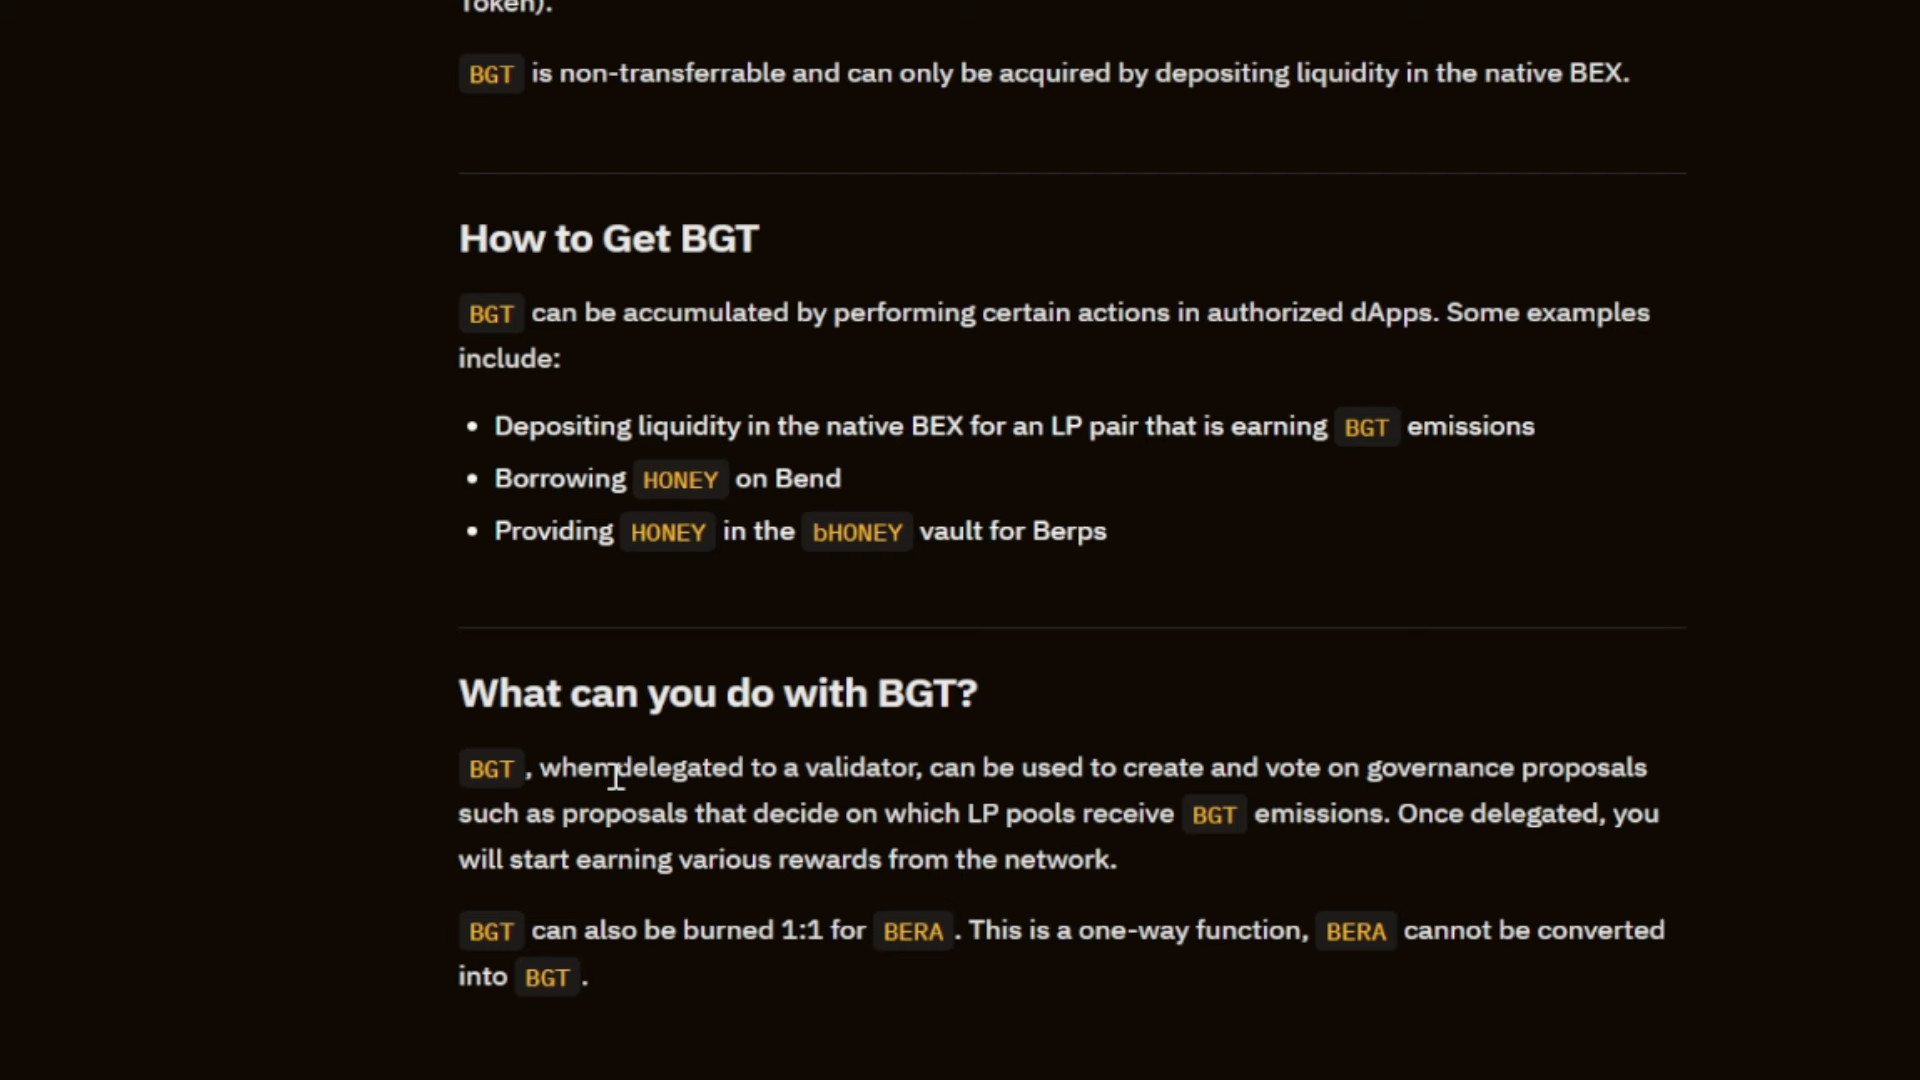 Token).
BGT is non-transferrable and can only be acquired by depositing liquidity in the native BEX.
How to Get BGT
BGT can be accumulated by performing certain actions in authorized dApps. Some examples
include:
• Depositing liquidity in the native BEX for an LP pair that is earning BGT emissions
• Borrowing HONEY on Bend
• Providing HONEY in the bHONEY vault for Berps
What can you do with BGT?
BGT , when delegated to a validator, can be used to create and vote on governance proposals
such as proposals that decide on which LP pools receive BGT emissions. Once delegated, you
will start earning various rewards from the network.
BGT can also be burned 1:1 for BERA . This is a one-way function, BERA cannot be converted
into BGT .